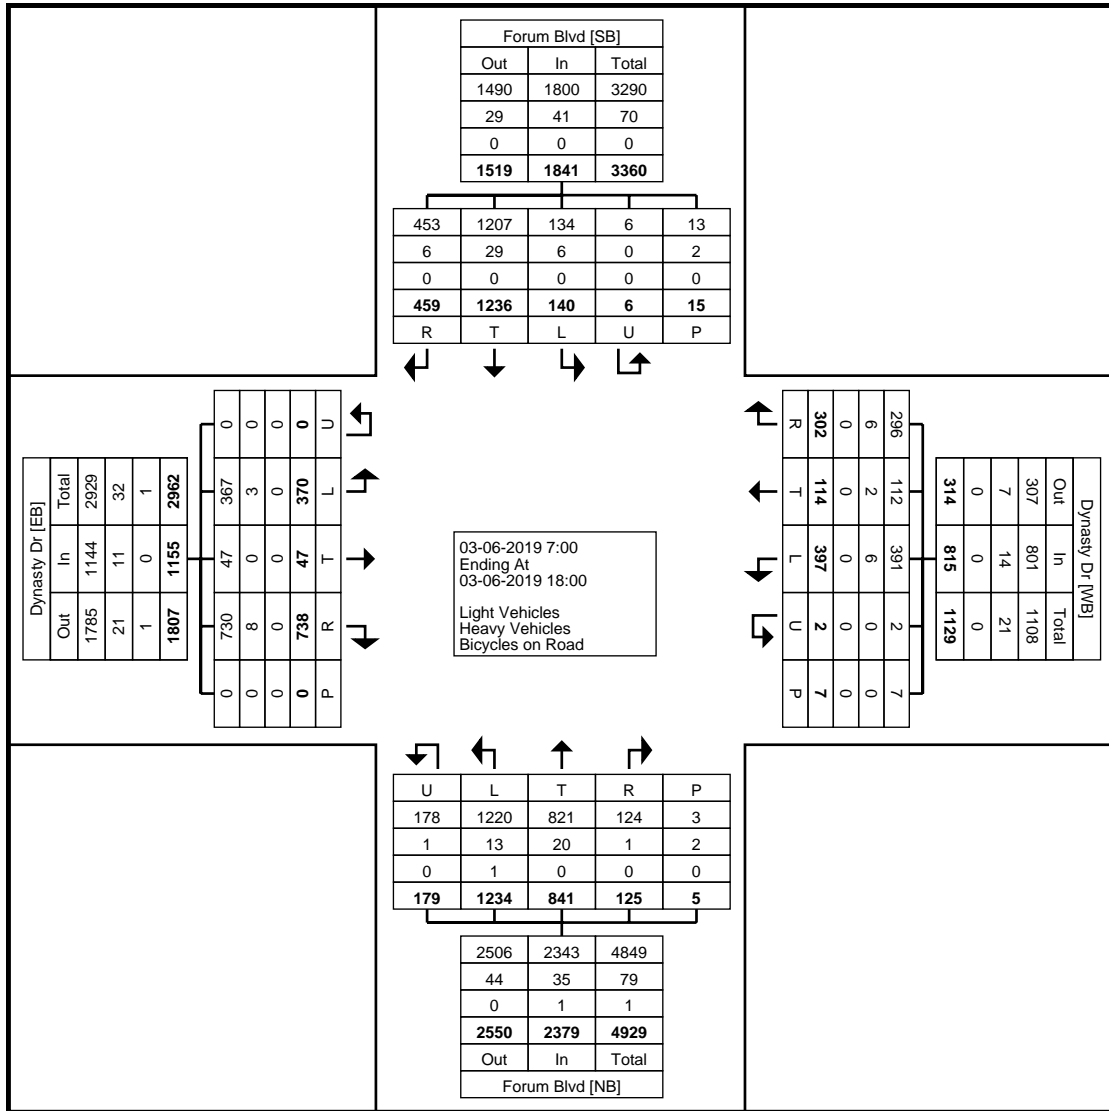 Forum Blvd [SB]
Out In Total
1490 1800 3290
29 41 70
0 0 0
1519 1841 3360
453 1207 134 6 13
6 29 6 0 2
0 0 0 0 0
459 1236 140 6 15
R T L U P
Dynasty Dr [EB]
Total In Out
2929 1144 1785
32 11 21
1 0 1
2962 1155 1807
0 367 47 730 0
0 3 0 8 0
0 0 0 0 0
0 370 47 738 0
U L T R P
03-06-2019 7:00
Ending At
03-06-2019 18:00
Light Vehicles
Heavy Vehicles
Bicycles on Road
R T L U P
302 114 397 2 7
0 0 0 0 0
6 2 6 0 0
296 112 391 2 7
Dynasty Dr [WB]
Out In Total
307 801 1108
7 14 21
0 0 0
314 815 1129
U L T R P
178 1220 821 124 3
1 13 20 1 2
0 1 0 0 0
179 1234 841 125 5
2506 2343 4849
44 35 79
0 1 1
2550 2379 4929
Out In Total
Forum Blvd [NB]